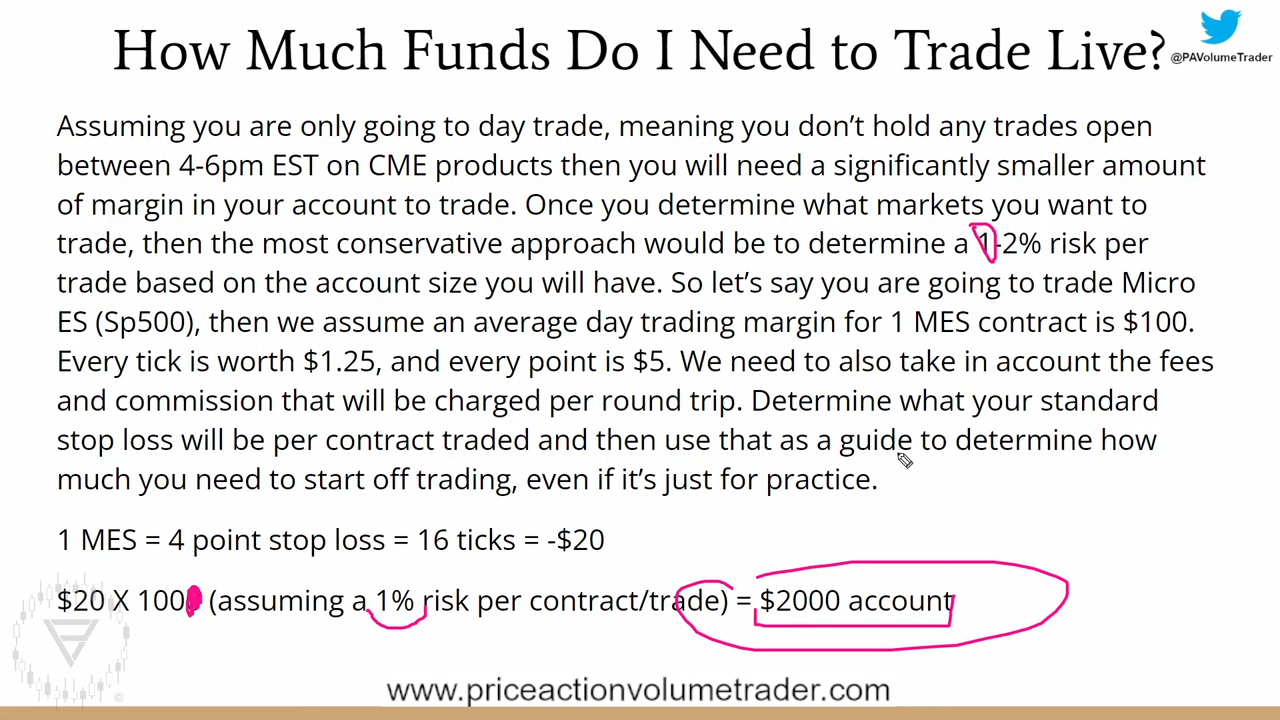 How Much Funds Do I Need to Trade Live?
@PAVolumeTrader
Assuming you are only going to day trade, meaning you don't hold any trades open
between 4-6pm EST on CME products then you will need a significantly smaller amount
of margin in your account to trade. Once you determine what markets you want to
trade, then the most conservative approach would be to determine a 1-2% risk per
trade based on the account size you will have. So let's say you are going to trade Micro
ES (Sp500), then we assume an average day trading margin for 1 MES contract is $100.
Every tick is worth $1.25, and every point is $5. We need to also take in account the fees
and commission that will be charged per round trip. Determine what your standard
stop loss will be per contract traded and then use that as a guide to determine how
much you need to start off trading, even if it's just for practice.
1 MES = 4 point stop loss = 16 ticks = -$20
$20 X 100 (assuming a 1% risk per contract/trade) = $2000 account
www.priceactionvolumetrader.com